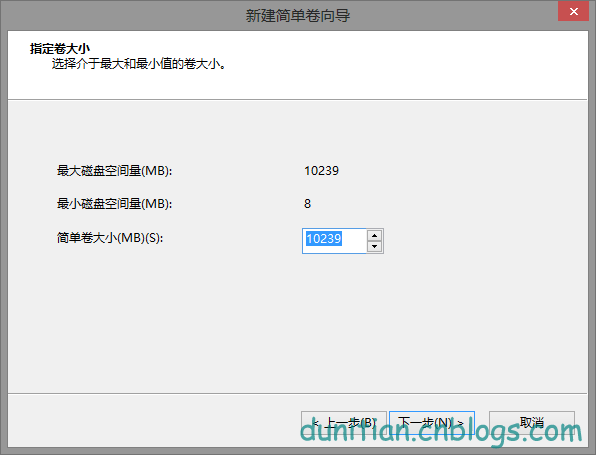 新建简单卷向导
指定卷大小
选择介于最大和最小值的卷大小。
最大磁盘空间量(MB): 10239
最小磁盘空间量(MB): 8
简单卷大小(MB)(S): 10239
< 上一步(B) 下一步(N) > 取消
dunitian.cnblogs.com